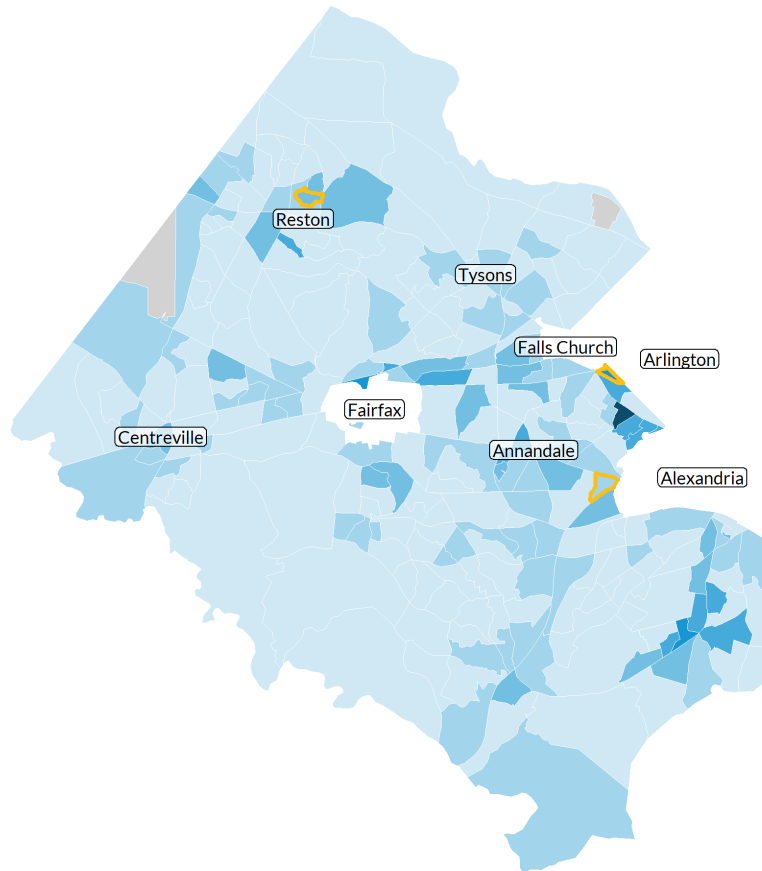 Reston
Tysons
Falls Church
Arlington
Fairfax
Centreville
Annandale
Alexandria